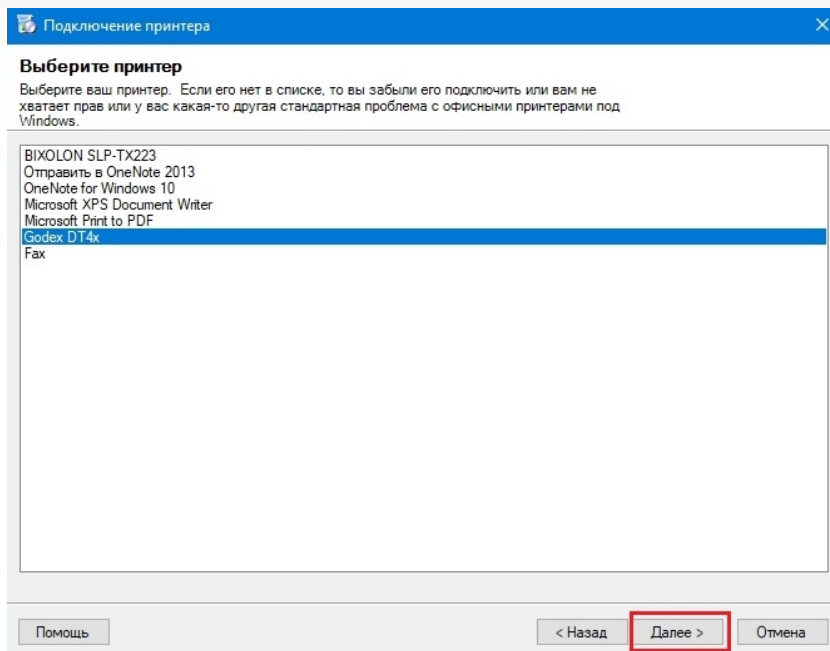 Подключение принтера
Выберите принтер
Выберите ваш принтер. Если его нет в списке, то вы забыли его подключить или вам не
хватает прав или у вас какая-то другая стандартная проблема с офисными принтерами под
Windows.
BIXOLON SLP-TX223
Отправить в OneNote 2013
OneNote for Windows 10
Microsoft XPS Document Writer
Microsoft Print to PDF
Godex DT4x
Fax
Помощь
< Назад
Далее >
Отмена